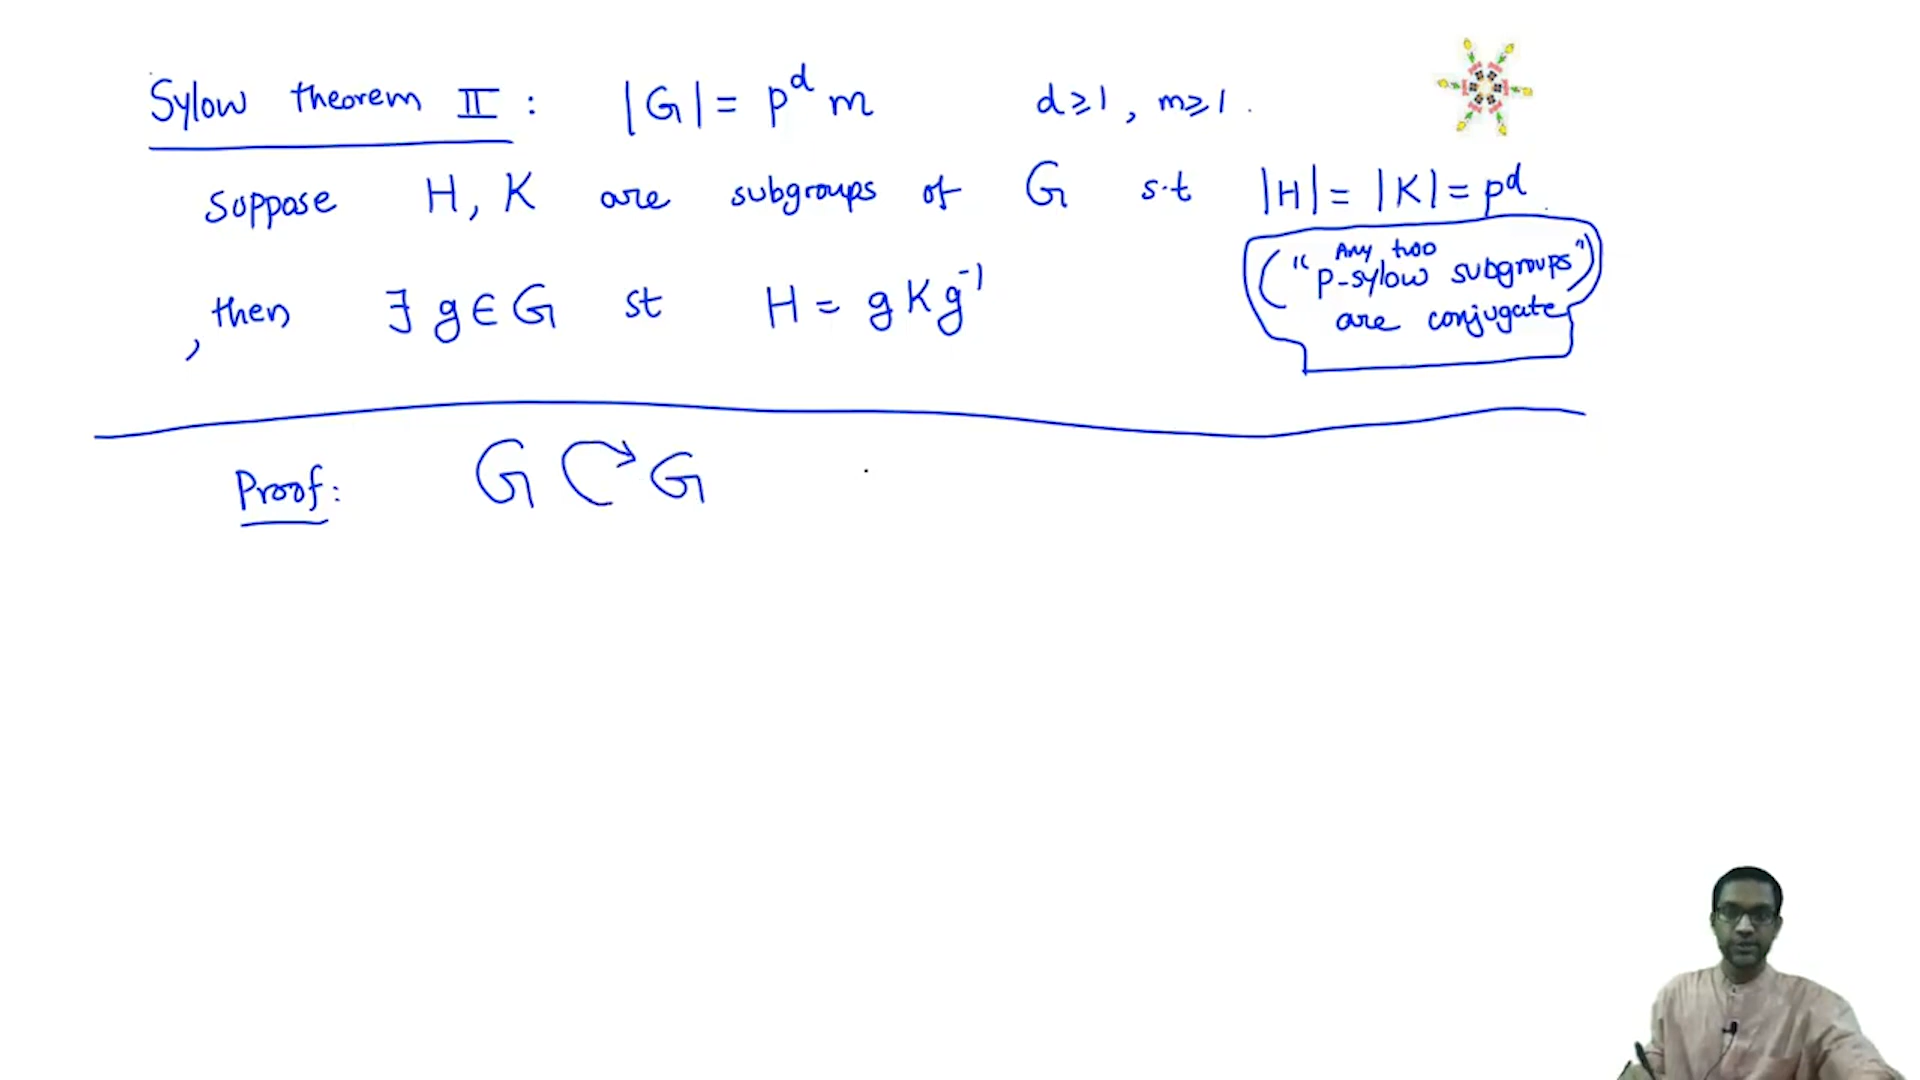 Sylow theorem II : |G| = p^d m d ≥ 1 , m ≥ 1 .
Suppose H, K are subgroups of G s.t |H| = |K| = p^d .
, then ∃ g ∈ G st H = g K g^{-1}
(" Any two
p-sylow subgroups")
are conjugate
Proof: G ↷ G